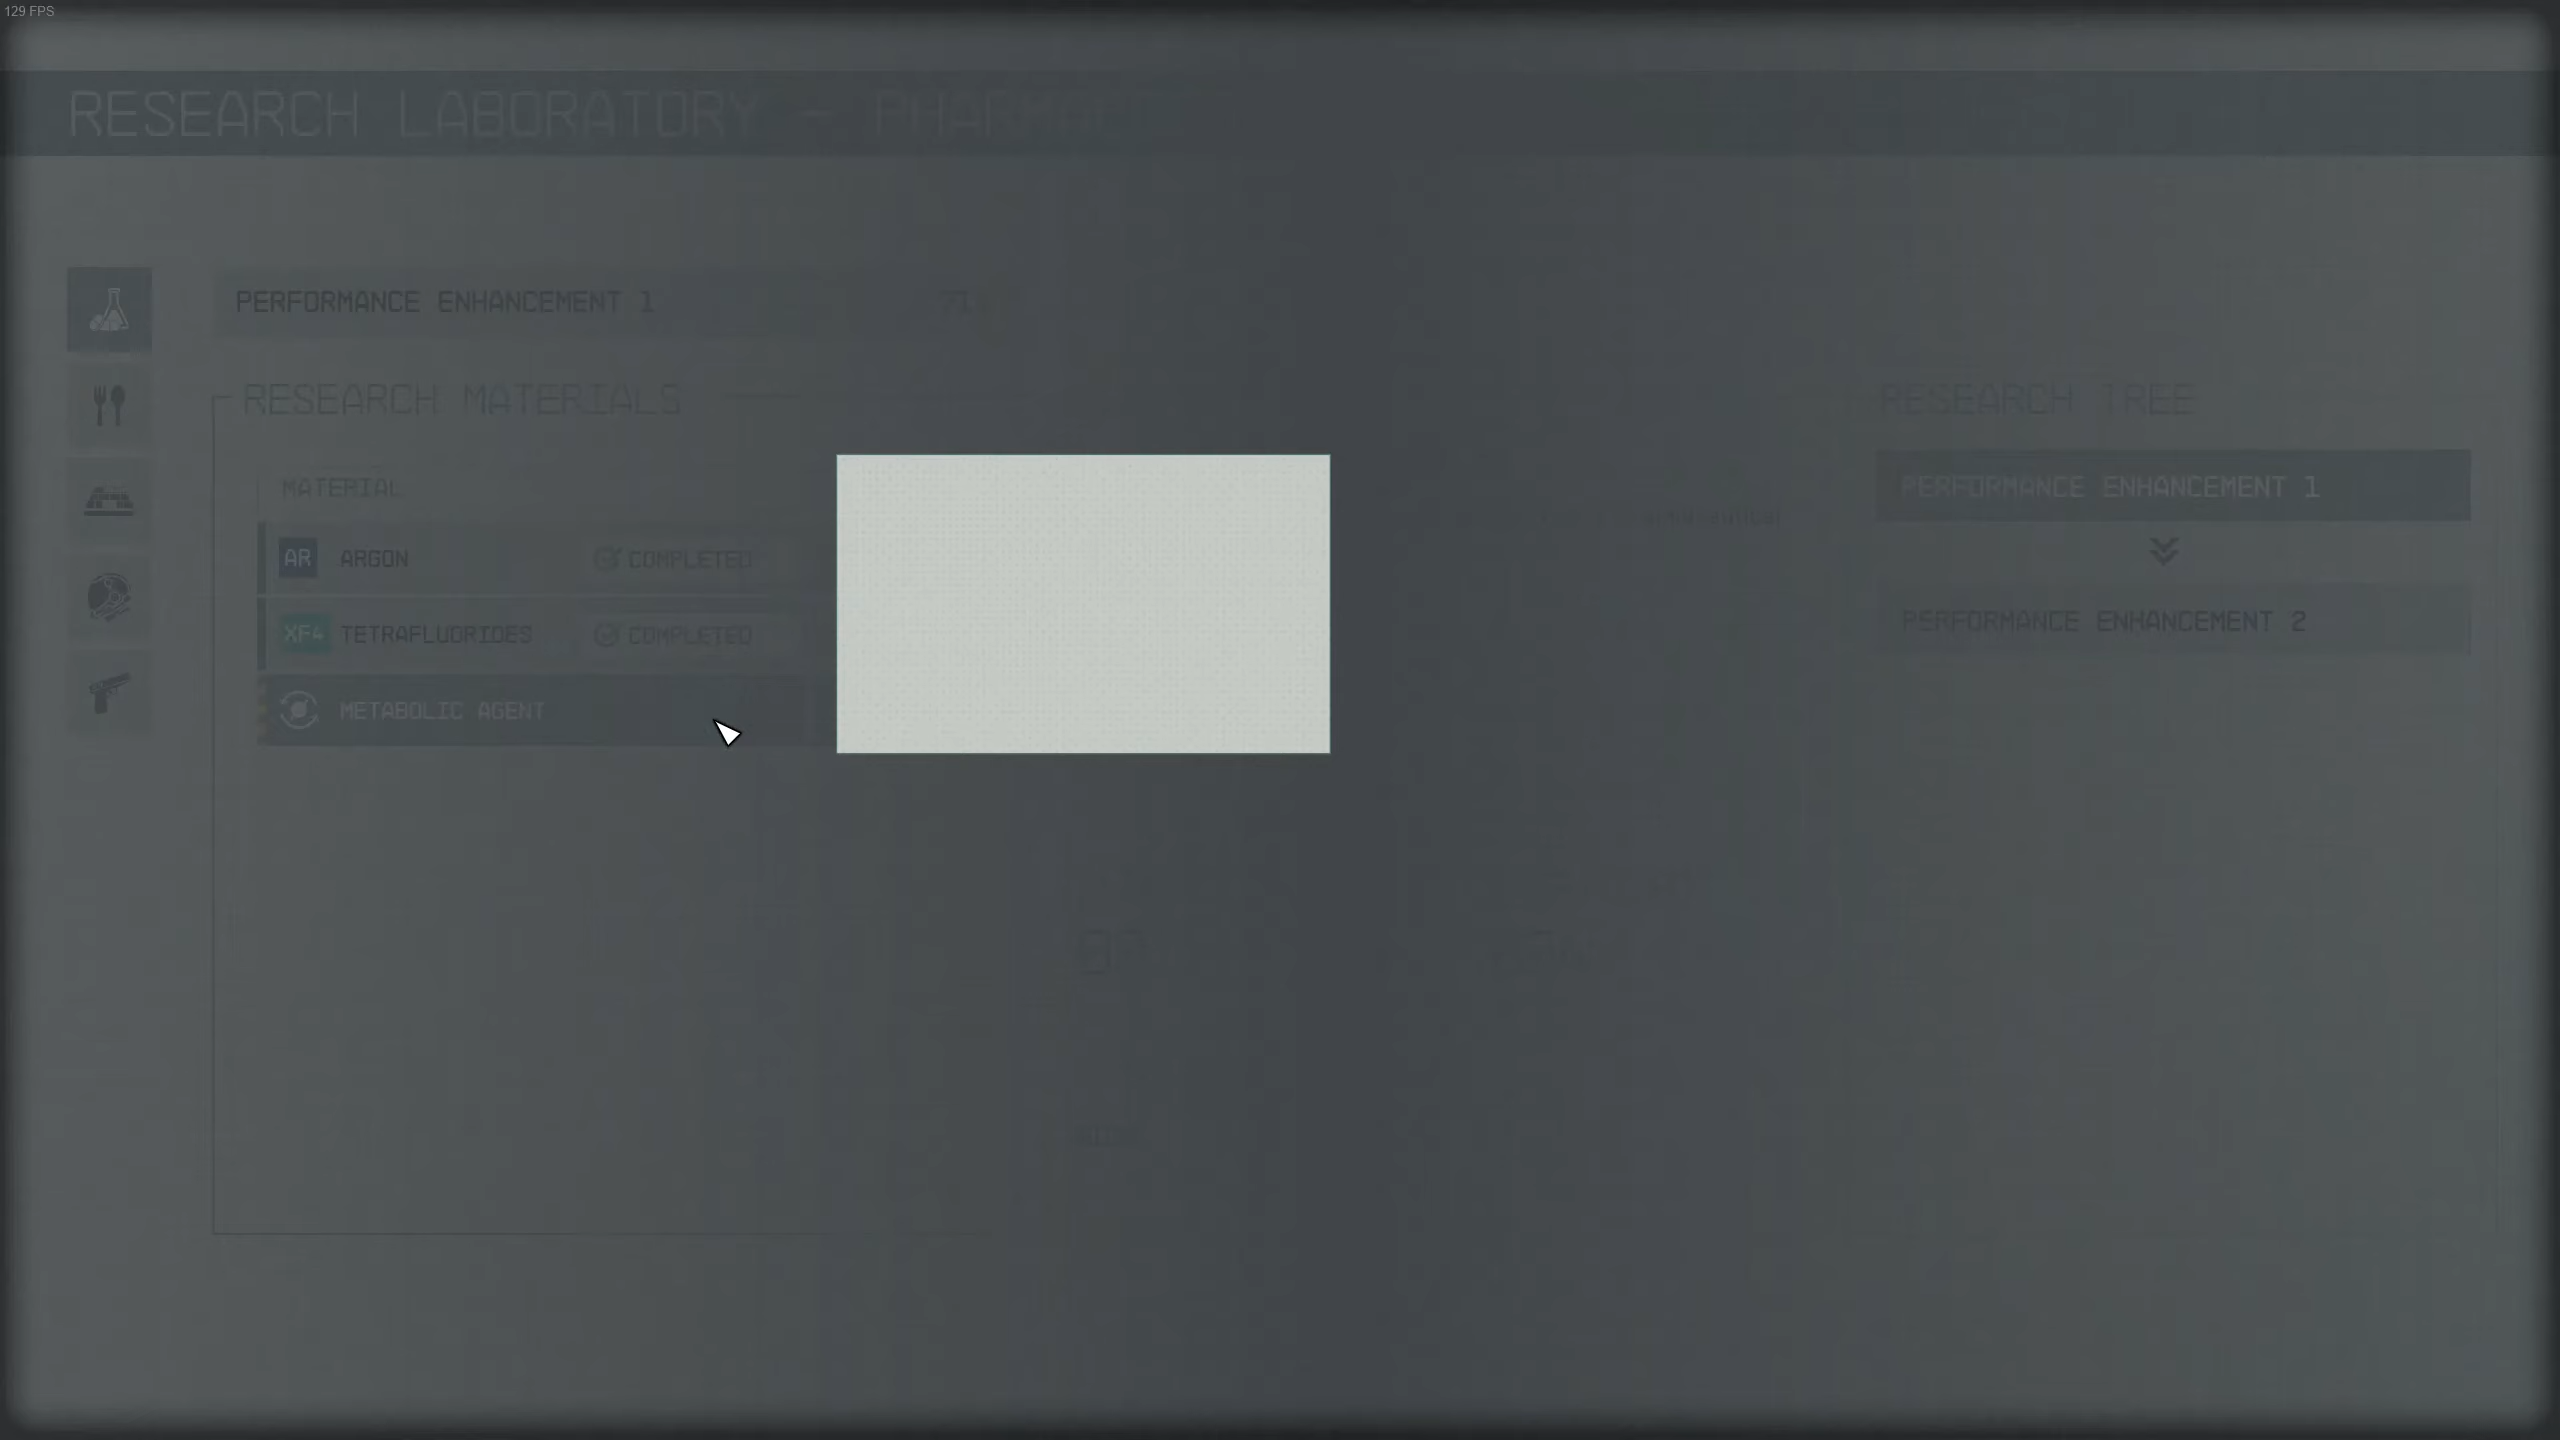 129 FPS
RESEARCH LABORATORY - PHARMAC
PERFORMANCE ENHANCEMENT 1
RESEARCH MATERIALS
MATERIAL
AR ARGON COMPLETED
XF4 TETRAFLUORIDES COMPLETED
METABOLIC AGENT
RESEARCH TREE
PERFORMANCE ENHANCEMENT 1
PERFORMANCE ENHANCEMENT 2